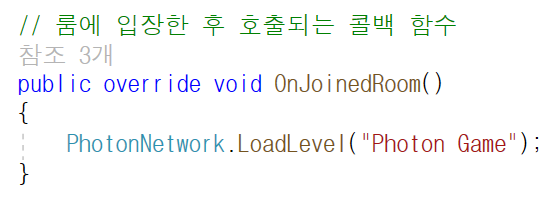 // 룸에 입장한 후 호출되는 콜백 함수
참조 3개
public override void OnJoinedRoom()
{
PhotonNetwork.LoadLevel("Photon Game");
}